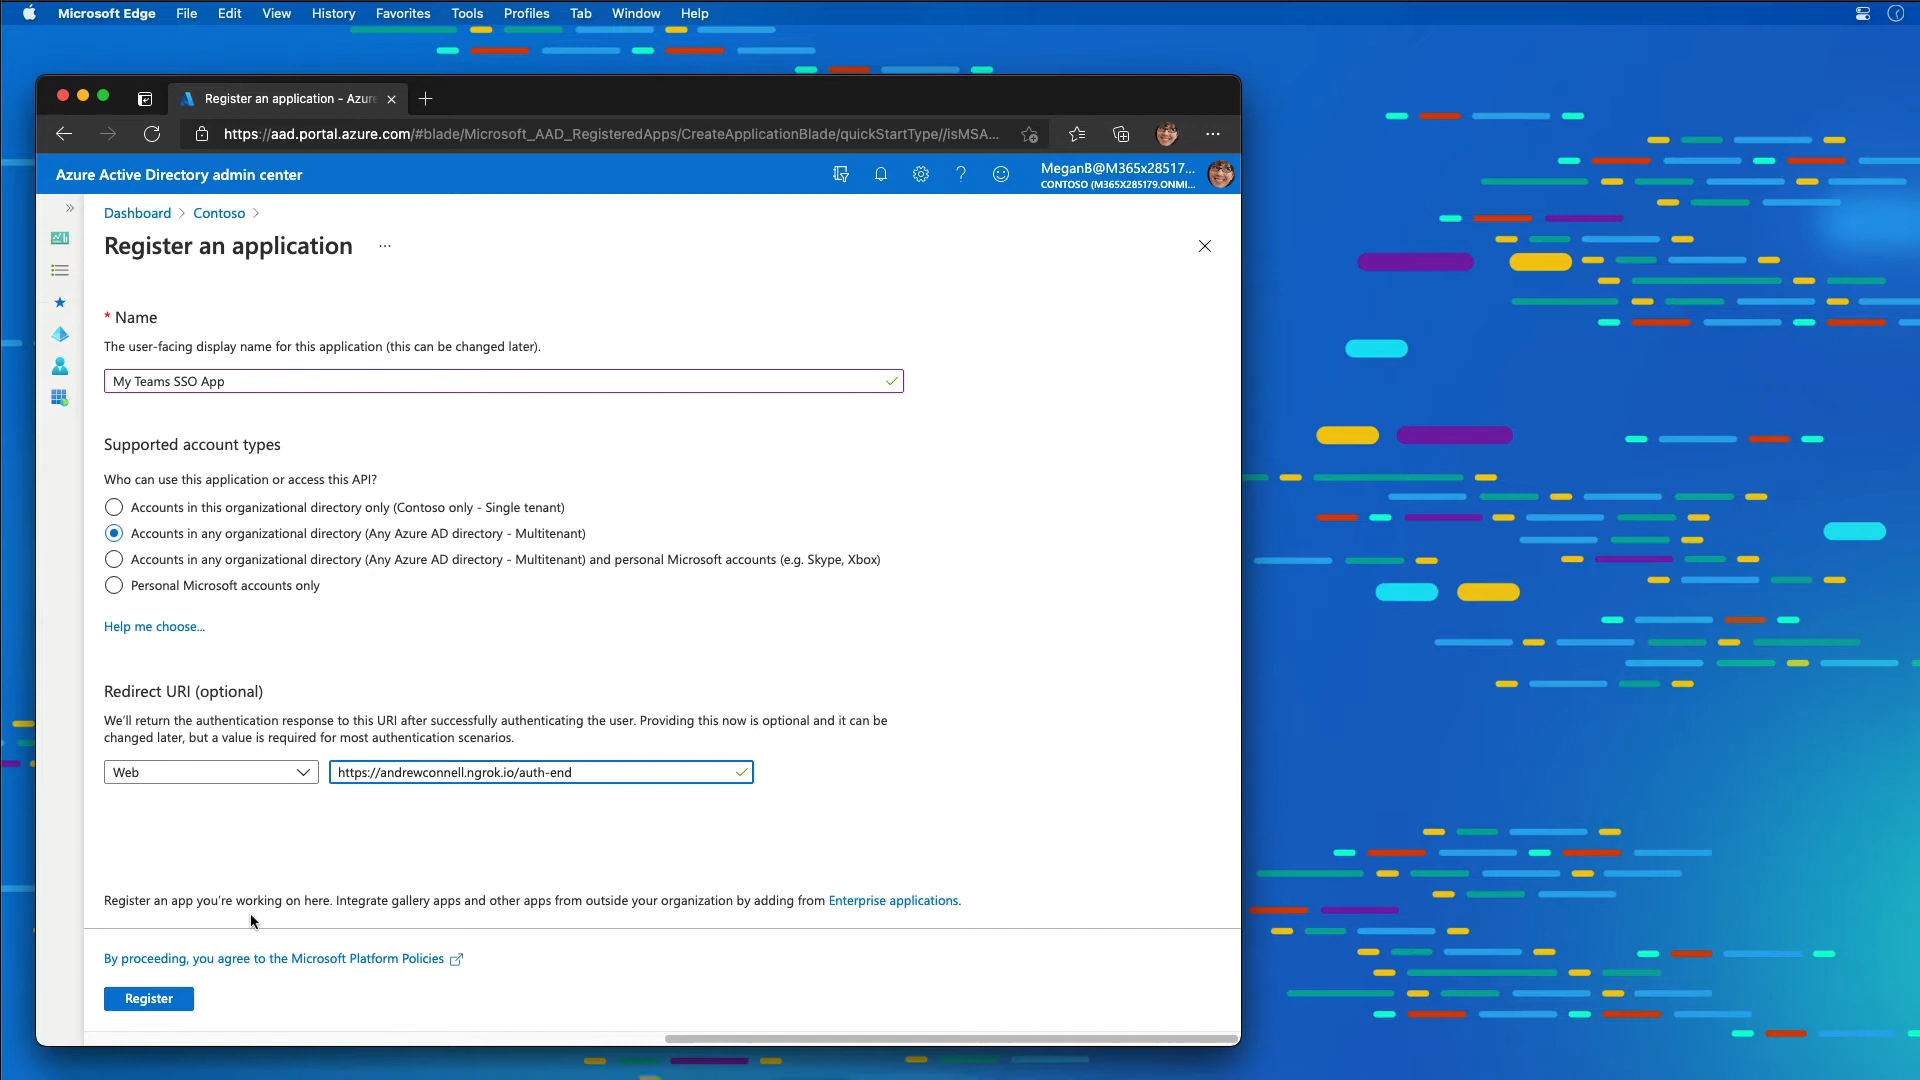 Microsoft Edge File Edit View History Favorites Tools Profiles Tab Window Help
Register an application - Azure
https://aad.portal.azure.com/#blade/Microsoft_AAD_RegisteredApps/CreateApplicationBlade/quickStartType//isMSA...
Azure Active Directory admin center
MeganB@M365x28517...
CONTOSO (M365X285179.ONMI...
Dashboard > Contoso >
Register an application ...
* Name
The user-facing display name for this application (this can be changed later).
My Teams SSO App
Supported account types
Who can use this application or access this API?
Accounts in this organizational directory only (Contoso only - Single tenant)
Accounts in any organizational directory (Any Azure AD directory - Multitenant)
Accounts in any organizational directory (Any Azure AD directory - Multitenant) and personal Microsoft accounts (e.g. Skype, Xbox)
Personal Microsoft accounts only
Help me choose...
Redirect URI (optional)
We'll return the authentication response to this URI after successfully authenticating the user. Providing this now is optional and it can be
changed later, but a value is required for most authentication scenarios.
Web https://andrewconnell.ngrok.io/auth-end
Register an app you're working on here. Integrate gallery apps and other apps from outside your organization by adding from Enterprise applications.
By proceeding, you agree to the Microsoft Platform Policies
Register